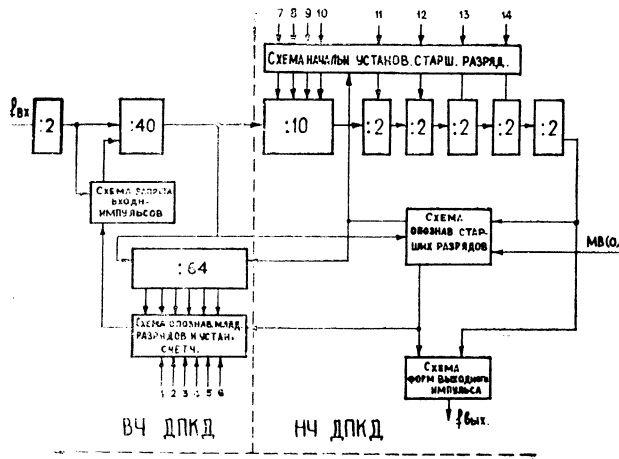 7 8 9 10 11 12 13 14
СХЕМА НАЧАЛЬН УСТАНОВ. СТАРШ. РАЗРЯД.
fвх
:2
:40
:10
:2
:2
:2
:2
:2
СХЕМА ЗАПРЕТА
ВХОДН-
ИМПУЛЬСОВ
СХЕМА
ОПОЗНАВ. СТАР-
ШИХ РАЗРЯДОВ
МВ(0,
:64
СХЕМА ОПОЗНАВ. МЛАД.
РАЗРЯДОВ И УСТАН.
СЧЕТЧ.
1 2 3 4 5 6
СХЕМА
ФОРМ ВЫХОДНОГО
ИМПУЛЬСА
fвых.
ВЧ ДПКД
НЧ ДПКД